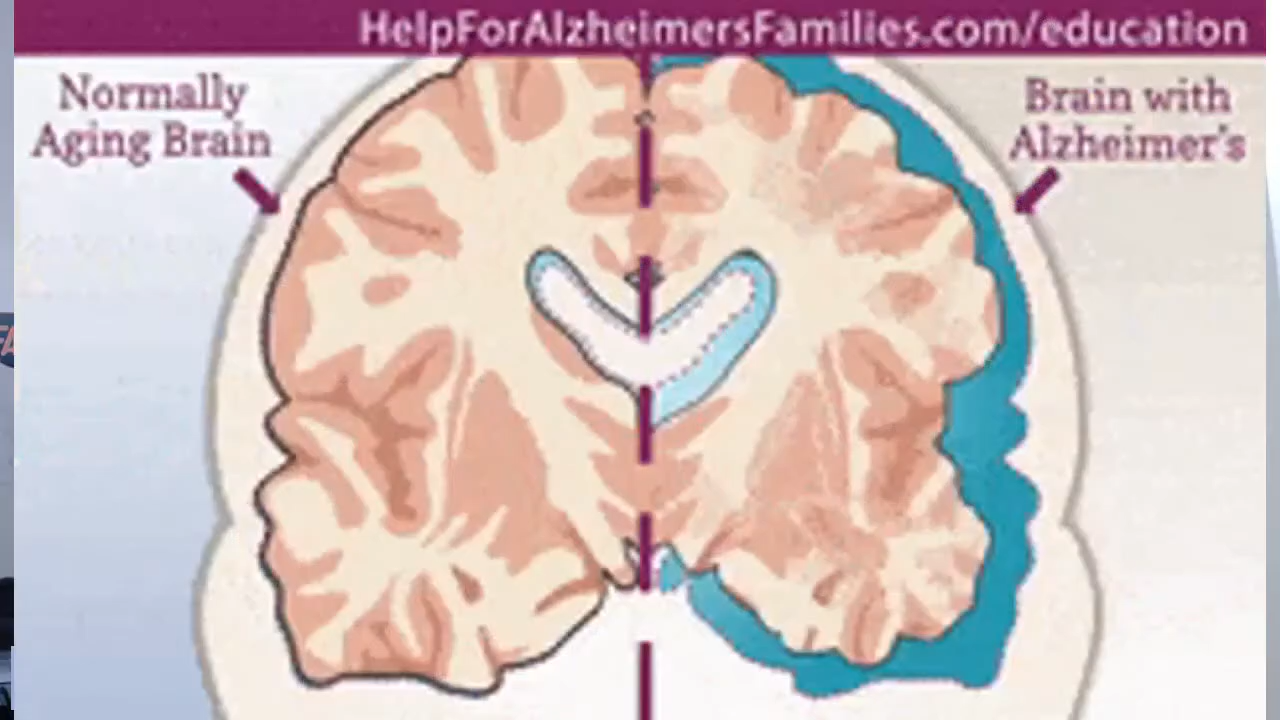 HelpForAlzheimersFamilies.com/education
Normally
Aging Brain
Brain with
Alzheimer's